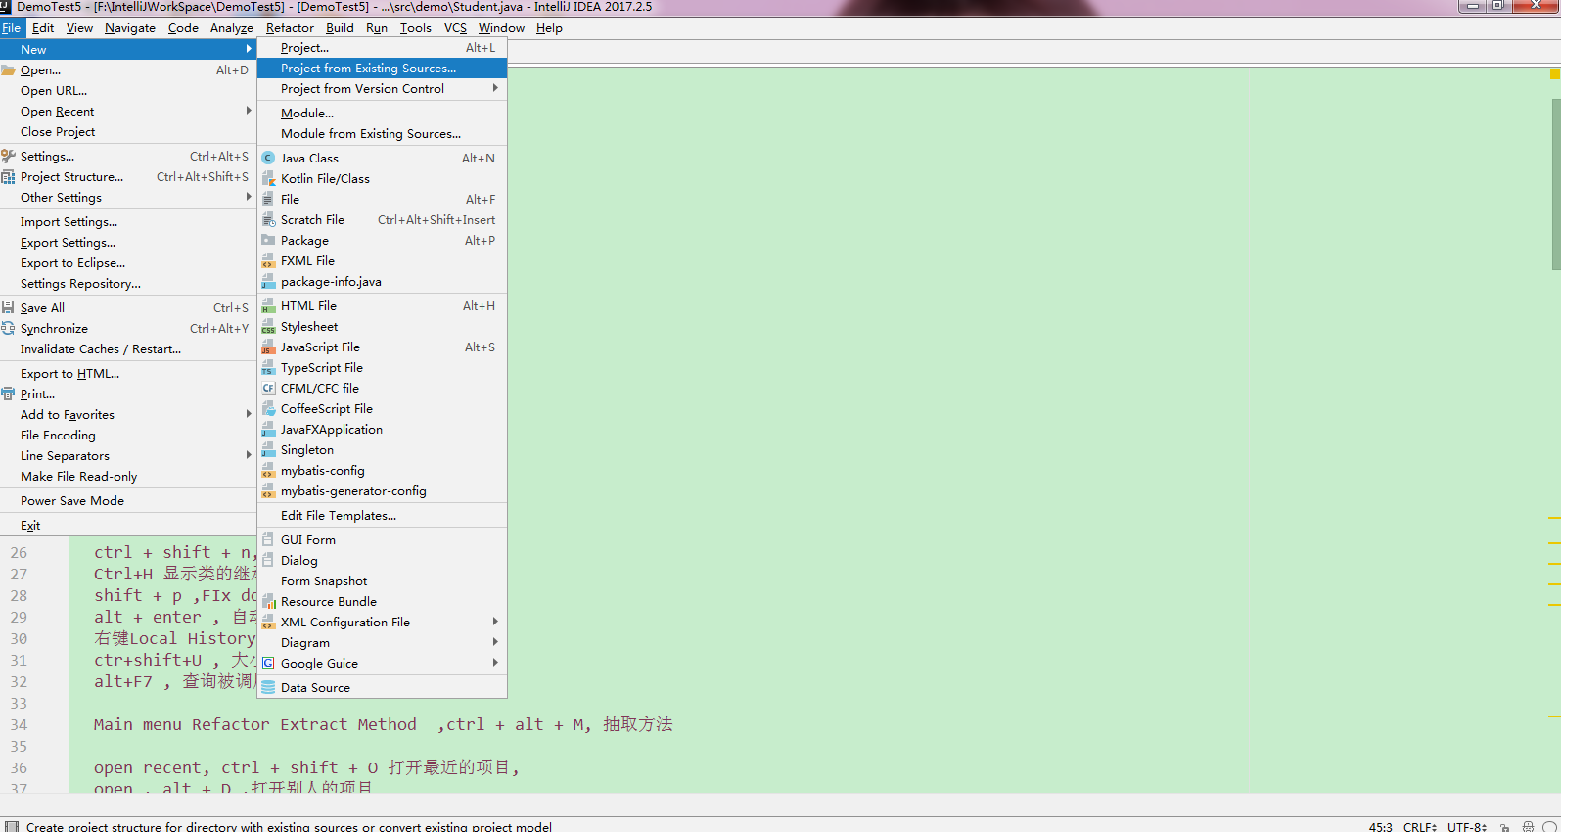 DemoTest5 - [F:\IntelliJWorkSpace\DemoTest5] - [DemoTest5] - ...\src\demo\Student.java - IntelliJ IDEA 2017.2.5
File Edit View Navigate Code Analyze Refactor Build Run Tools VCS Window Help
New
Open... Alt+D
Open URL...
Open Recent
Close Project
Settings... Ctrl+Alt+S
Project Structure... Ctrl+Alt+Shift+S
Other Settings
Import Settings...
Export Settings...
Export to Eclipse...
Settings Repository...
Save All Ctrl+S
Synchronize Ctrl+Alt+Y
Invalidate Caches / Restart...
Export to HTML...
Print...
Add to Favorites
File Encoding
Line Separators
Make File Read-only
Power Save Mode
Exit
Project... Alt+L
Project from Existing Sources...
Project from Version Control
Module...
Module from Existing Sources...
Java Class Alt+N
Kotlin File/Class
File Alt+F
Scratch File Ctrl+Alt+Shift+Insert
Package Alt+P
FXML File
package-info.java
HTML File Alt+H
Stylesheet
JavaScript File Alt+S
TypeScript File
CFML/CFC file
CoffeeScript File
JavaFXApplication
Singleton
mybatis-config
mybatis-generator-config
Edit File Templates...
GUI Form
Dialog
Form Snapshot
Resource Bundle
XML Configuration File
Diagram
Google Guice
Data Source
26 ctrl + shift + n,
27 Ctrl+H 显示类的继
28 shift + p ,FIx do
29 alt + enter , 自动
30 右键Local History
31 ctr+shift+U , 大小
32 alt+F7 , 查询被调
33
34 Main menu Refactor Extract Method ,ctrl + alt + M, 抽取方法
35
36 open recent, ctrl + shift + O 打开最近的项目,
37 open , alt + D ,打开别人的项目
Create project structure for directory with existing sources or convert existing project model
45:3 CRLF UTF-8